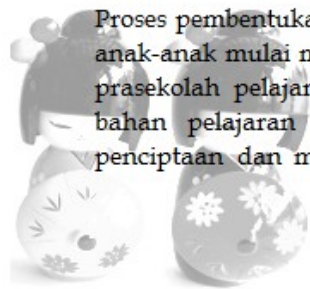 Proses pembentuka
anak-anak mulai n
prasekolah pelajar
bahan pelajaran
penciptaan dan m